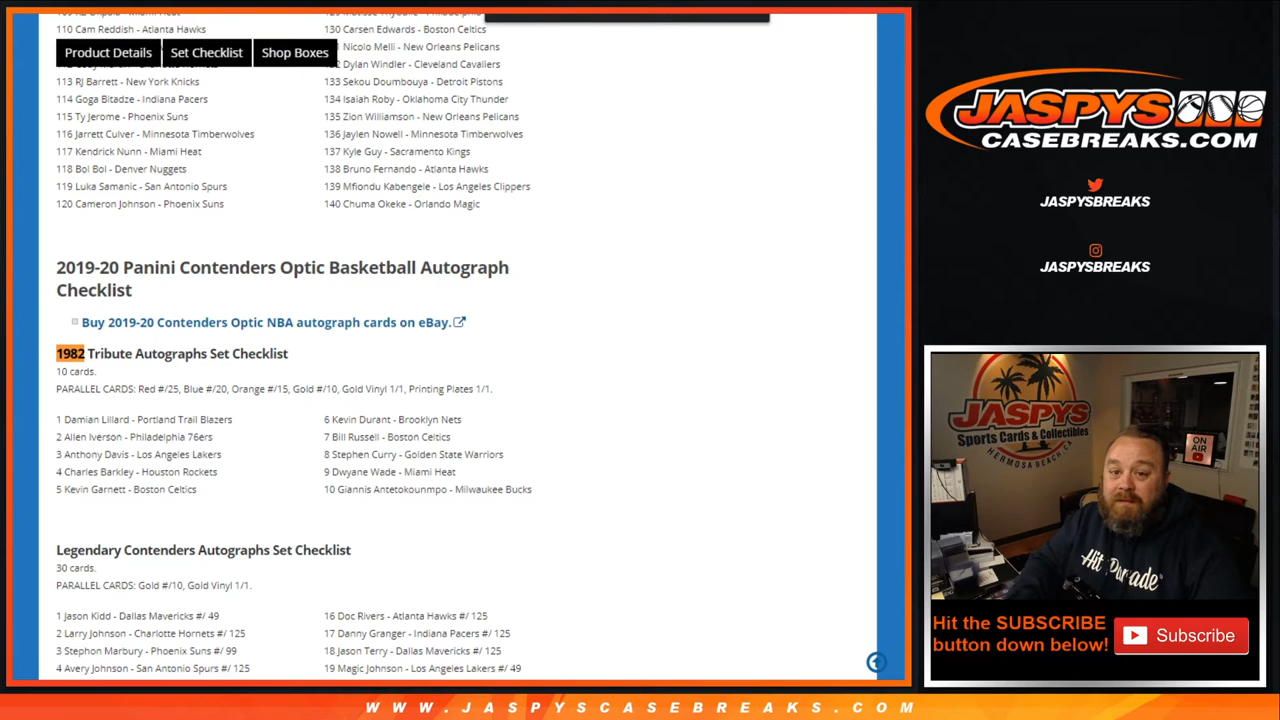 110 Cam Reddish - Atlanta Hawks
130 Carsen Edwards - Boston Celtics
Nicolo Melli - New Orleans Pelicans
Product Details
Set Checklist
Shop Boxes
Dylan Windler - Cleveland Cavaliers
113 RJ Barrett - New York Knicks
133 Sekou Doumbouya - Detroit Pistons
114 Goga Bitadze - Indiana Pacers
134 Isaiah Roby - Oklahoma City Thunder
115 Ty Jerome - Phoenix Suns
135 Zion Williamson - New Orleans Pelicans
116 Jarrett Culver - Minnesota Timberwolves
136 Jaylen Nowell - Minnesota Timberwolves
117 Kendrick Nunn - Miami Heat
137 Kyle Guy - Sacramento Kings
118 Bol Bol - Denver Nuggets
138 Bruno Fernando - Atlanta Hawks
119 Luka Samanic - San Antonio Spurs
139 Mfiondu Kabengele - Los Angeles Clippers
120 Cameron Johnson - Phoenix Suns
140 Chuma Okeke - Orlando Magic
2019-20 Panini Contenders Optic Basketball Autograph
Checklist
Buy 2019-20 Contenders Optic NBA autograph cards on eBay.
1982 Tribute Autographs Set Checklist
10 cards.
PARALLEL CARDS: Red #/25, Blue #/20, Orange #/15, Gold #/10, Gold Vinyl 1/1, Printing Plates 1/1.
1 Damian Lillard - Portland Trail Blazers
6 Kevin Durant - Brooklyn Nets
2 Allen Iverson - Philadelphia 76ers
7 Bill Russell - Boston Celtics
3 Anthony Davis - Los Angeles Lakers
8 Stephen Curry - Golden State Warriors
4 Charles Barkley - Houston Rockets
9 Dwyane Wade - Miami Heat
5 Kevin Garnett - Boston Celtics
10 Giannis Antetokounmpo - Milwaukee Bucks
Legendary Contenders Autographs Set Checklist
30 cards.
PARALLEL CARDS: Gold #/10, Gold Vinyl 1/1.
1 Jason Kidd - Dallas Mavericks #/ 49
16 Doc Rivers - Atlanta Hawks #/ 125
2 Larry Johnson - Charlotte Hornets #/ 125
17 Danny Granger - Indiana Pacers #/ 125
3 Stephon Marbury - Phoenix Suns #/ 99
18 Jason Terry - Dallas Mavericks #/ 125
4 Avery Johnson - San Antonio Spurs #/ 125
19 Magic Johnson - Los Angeles Lakers #/ 49
JASPYS
CASEBREAKS.COM
JASPYSBREAKS
JASPYSBREAKS
JASPYS
Sports Cards & Collectibles
HERMOSA BEACH, CA
ON
AIR
Hit Parade
Hit the SUBSCRIBE
button down below!
Subscribe
WWW.JASPYSCASEBREAKS.COM